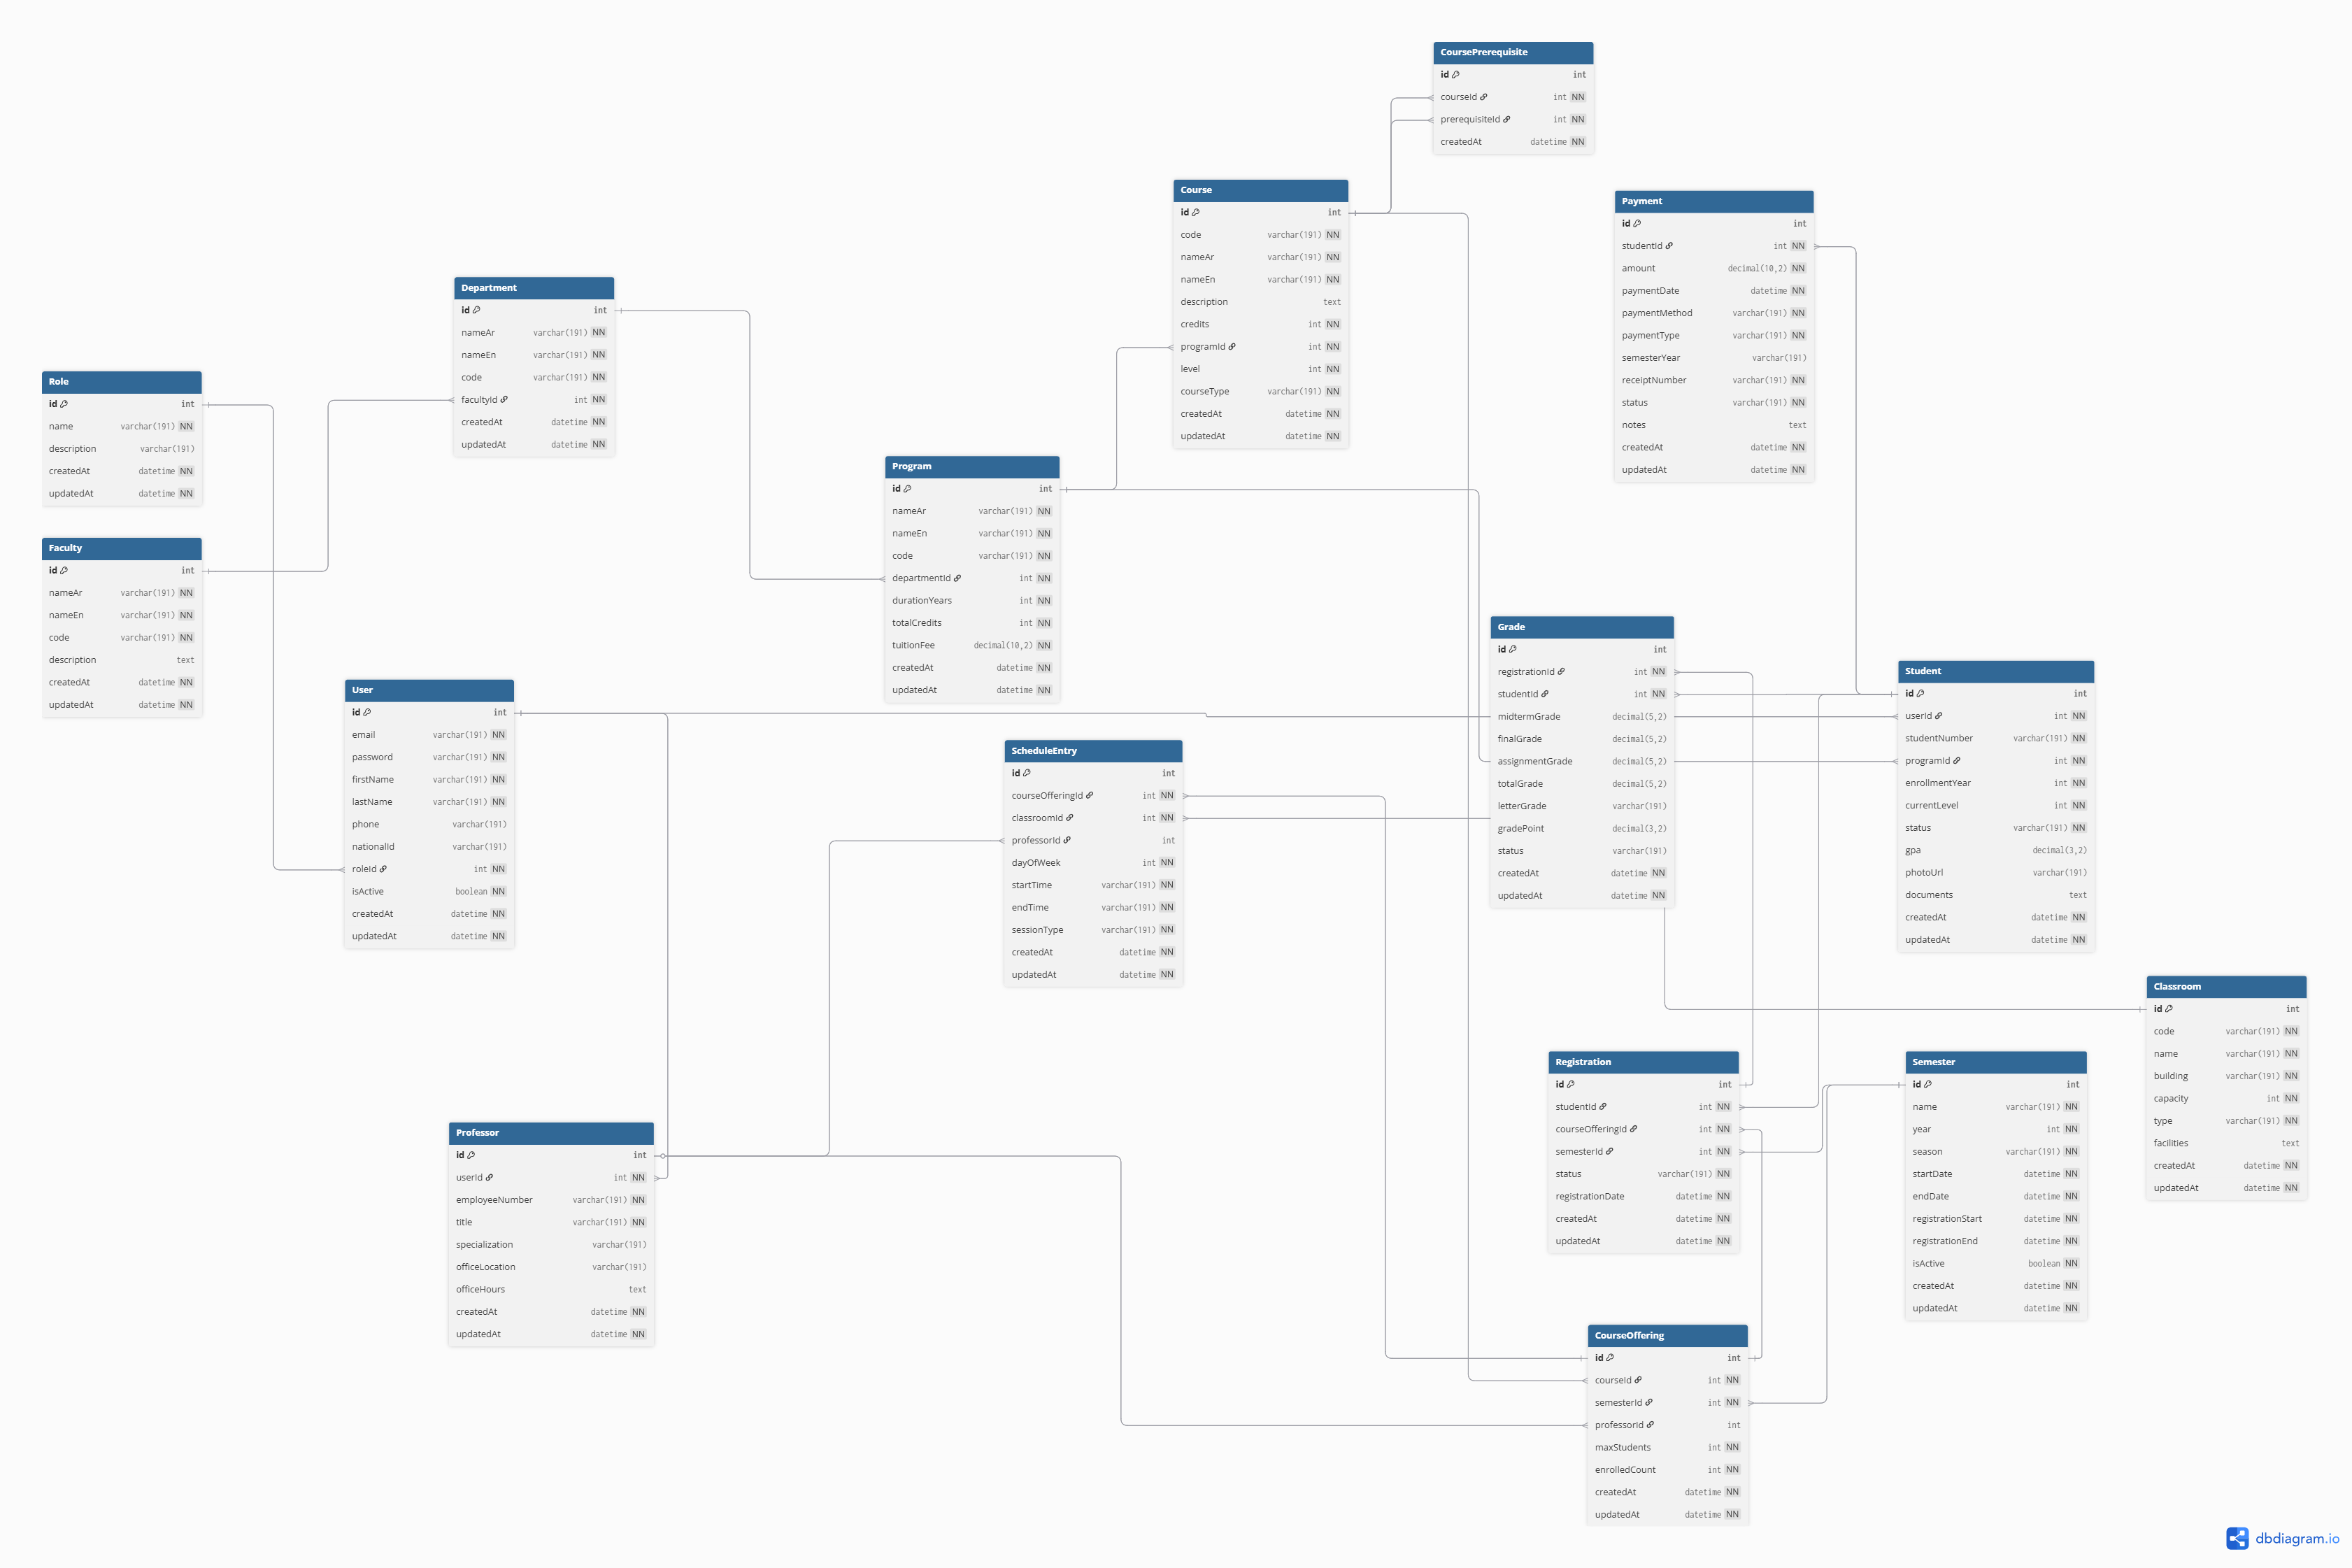 CoursePrerequisite
id int
courseId int NN
prerequisiteId int NN
createdAt datetime NN
Course
id int
code varchar(191) NN
nameAr varchar(191) NN
nameEn varchar(191) NN
description text
credits int NN
programId int NN
level int NN
courseType varchar(191) NN
createdAt datetime NN
updatedAt datetime NN
Payment
id int
studentId int NN
amount decimal(10,2) NN
paymentDate datetime NN
paymentMethod varchar(191) NN
paymentType varchar(191) NN
semesterYear varchar(191)
receiptNumber varchar(191) NN
status varchar(191) NN
notes text
createdAt datetime NN
updatedAt datetime NN
Department
id int
nameAr varchar(191) NN
nameEn varchar(191) NN
code varchar(191) NN
facultyId int NN
createdAt datetime NN
updatedAt datetime NN
Role
id int
name varchar(191) NN
description varchar(191)
createdAt datetime NN
updatedAt datetime NN
Program
id int
nameAr varchar(191) NN
nameEn varchar(191) NN
code varchar(191) NN
departmentId int NN
durationYears int NN
totalCredits int NN
tuitionFee decimal(10,2) NN
createdAt datetime NN
updatedAt datetime NN
Faculty
id int
nameAr varchar(191) NN
nameEn varchar(191) NN
code varchar(191) NN
description text
createdAt datetime NN
updatedAt datetime NN
Grade
id int
registrationId int NN
studentId int NN
midtermGrade decimal(5,2)
finalGrade decimal(5,2)
assignmentGrade decimal(5,2)
totalGrade decimal(5,2)
letterGrade varchar(191)
gradePoint decimal(3,2)
status varchar(191)
createdAt datetime NN
updatedAt datetime NN
Student
id int
userId int NN
studentNumber varchar(191) NN
programId int NN
enrollmentYear int NN
currentLevel int NN
status varchar(191) NN
gpa decimal(3,2)
photoUrl varchar(191)
documents text
createdAt datetime NN
updatedAt datetime NN
User
id int
email varchar(191) NN
password varchar(191) NN
firstName varchar(191) NN
lastName varchar(191) NN
phone varchar(191)
nationalId varchar(191)
roleId int NN
isActive boolean NN
createdAt datetime NN
updatedAt datetime NN
ScheduleEntry
id int
courseOfferingId int NN
classroomId int NN
professorId int
dayOfWeek int NN
startTime varchar(191) NN
endTime varchar(191) NN
sessionType varchar(191) NN
createdAt datetime NN
updatedAt datetime NN
Classroom
id int
code varchar(191) NN
name varchar(191) NN
building varchar(191) NN
capacity int NN
type varchar(191) NN
facilities text
createdAt datetime NN
updatedAt datetime NN
Registration
id int
studentId int NN
courseOfferingId int NN
semesterId int NN
status varchar(191) NN
registrationDate datetime NN
createdAt datetime NN
updatedAt datetime NN
Semester
id int
name varchar(191) NN
year int NN
season varchar(191) NN
startDate datetime NN
endDate datetime NN
registrationStart datetime NN
registrationEnd datetime NN
isActive boolean NN
createdAt datetime NN
updatedAt datetime NN
Professor
id int
userId int NN
employeeNumber varchar(191) NN
title varchar(191) NN
specialization varchar(191)
officeLocation varchar(191)
officeHours text
createdAt datetime NN
updatedAt datetime NN
CourseOffering
id int
courseId int NN
semesterId int NN
professorId int
maxStudents int NN
enrolledCount int NN
createdAt datetime NN
updatedAt datetime NN
dbdiagram.io